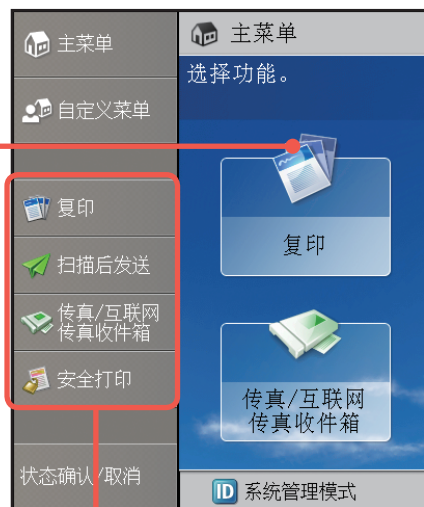 主菜单
自定义菜单
复印
扫描后发送
传真/互联网
传真收件箱
安全打印
状态确认/取消
主菜单
选择功能。
复印
传真/互联网
传真收件箱
ID 系统管理模式